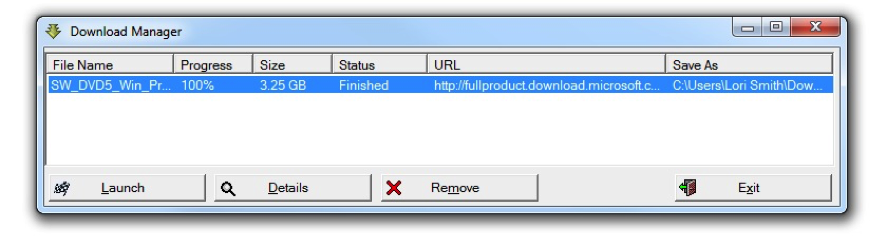 Download Manager
File Name Progress Size Status URL Save As
SW_DVD5_Win_Pr... 100% 3.25 GB Finished http://fullproduct.download.microsoft.c... C:\Users\Lori Smith\Dow...
Launch Details Remove Exit